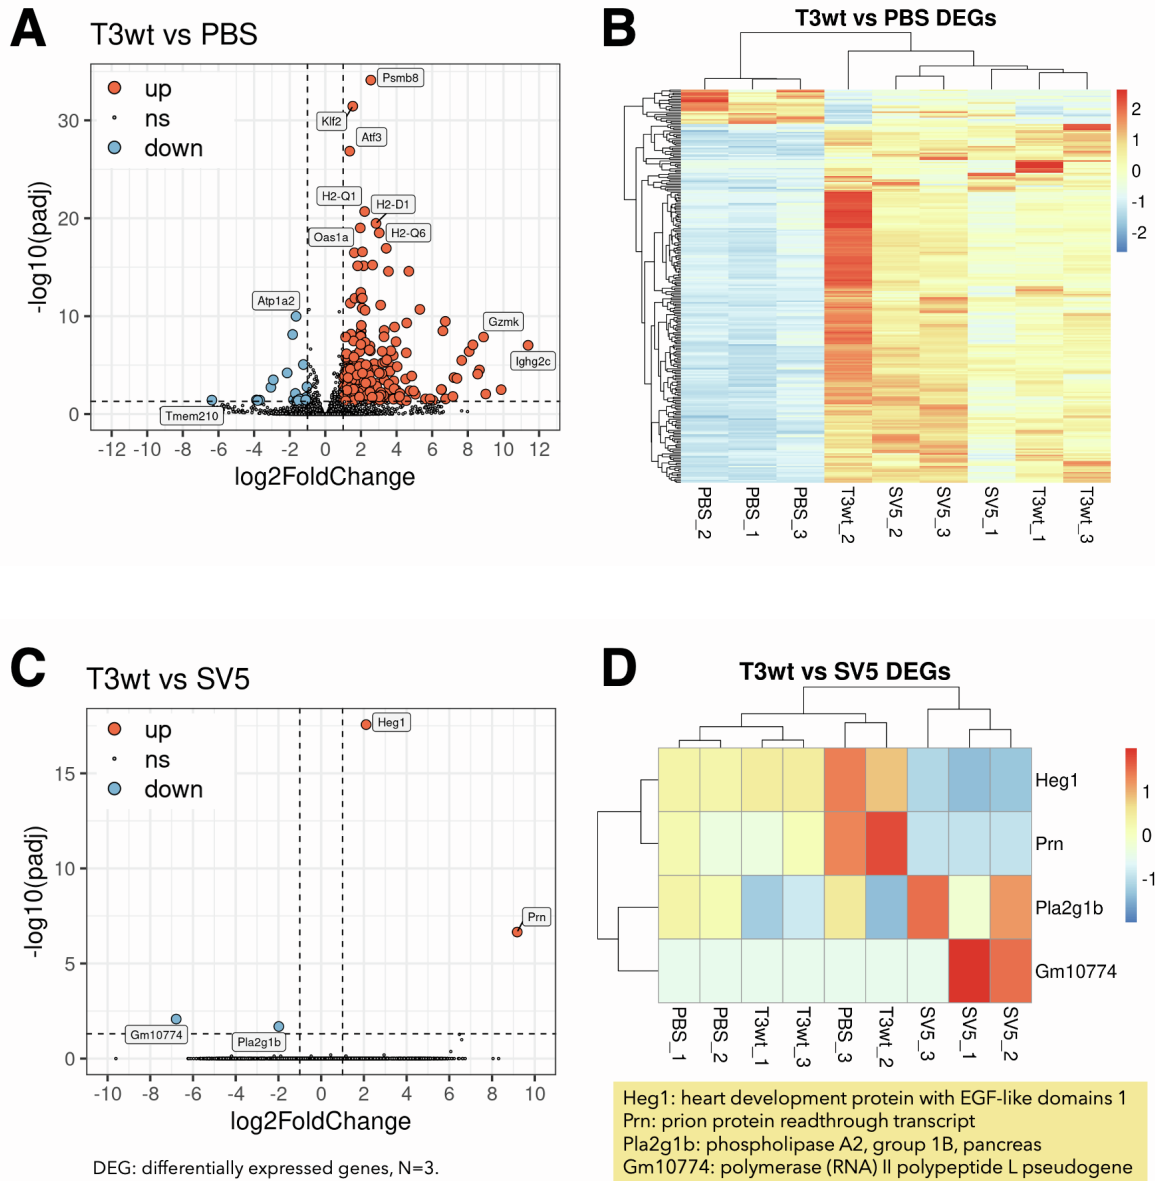 A
T3wt vs PBS
up
ns
down
Psmb8
Klf2
Atf3
H2-Q1
H2-D1
Oas1a
H2-Q6
Atp1a2
Gzmk
Ighg2c
Tmem210
30
20
10
0
-log10(padj)
-12 -10 -8 -6 -4 -2 0 2 4 6 8 10 12
log2FoldChange
B
T3wt vs PBS DEGs
2
1
0
-1
-2
PBS_2 PBS_1 PBS_3 T3wt_2 SV5_2 SV5_3 SV5_1 T3wt_1 T3wt_3
C
T3wt vs SV5
up
ns
down
Heg1
Prn
Gm10774
Pla2g1b
15
10
5
0
-log10(padj)
-10 -8 -6 -4 -2 0 2 4 6 8 10
log2FoldChange
DEG: differentially expressed genes, N=3.
D
T3wt vs SV5 DEGs
Heg1
Prn
Pla2g1b
Gm10774
1
0
-1
PBS_1 PBS_2 T3wt_1 T3wt_3 PBS_3 T3wt_2 SV5_3 SV5_1 SV5_2
Heg1: heart development protein with EGF-like domains 1
Prn: prion protein readthrough transcript
Pla2g1b: phospholipase A2, group 1B, pancreas
Gm10774: polymerase (RNA) II polypeptide L pseudogene